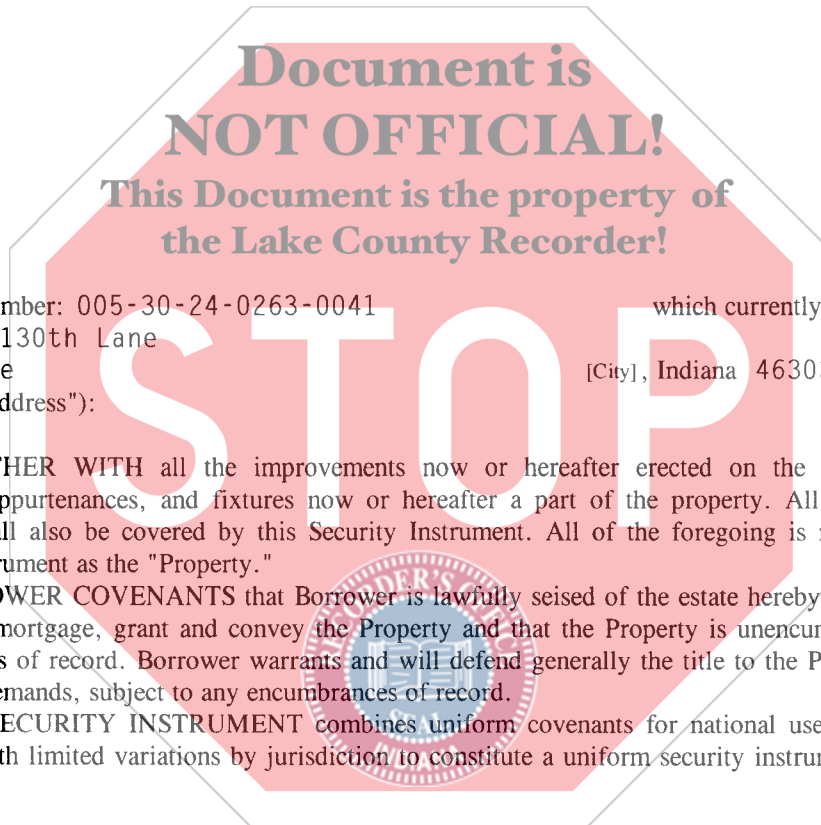 Document is
NOT OFFICIAL!
This Document is the property of
the Lake County Recorder!
mber: 005-30-24-0263-0041 which currently
130th Lane
e [City], Indiana 4630
ddress"):
STOP
HER WITH all the improvements now or hereafter erected on the
ppurtenances, and fixtures now or hereafter a part of the property. All
ll also be covered by this Security Instrument. All of the foregoing is
rument as the "Property."
OWER COVENANTS that Borrower is lawfully seised of the estate hereby
mortgage, grant and convey the Property and that the Property is unencum
s of record. Borrower warrants and will defend generally the title to the P
emands, subject to any encumbrances of record.
ECURITY INSTRUMENT combines uniform covenants for national use
th limited variations by jurisdiction to constitute a uniform security instru
RECORDER'S OFFICE
SEAL
INDIANA